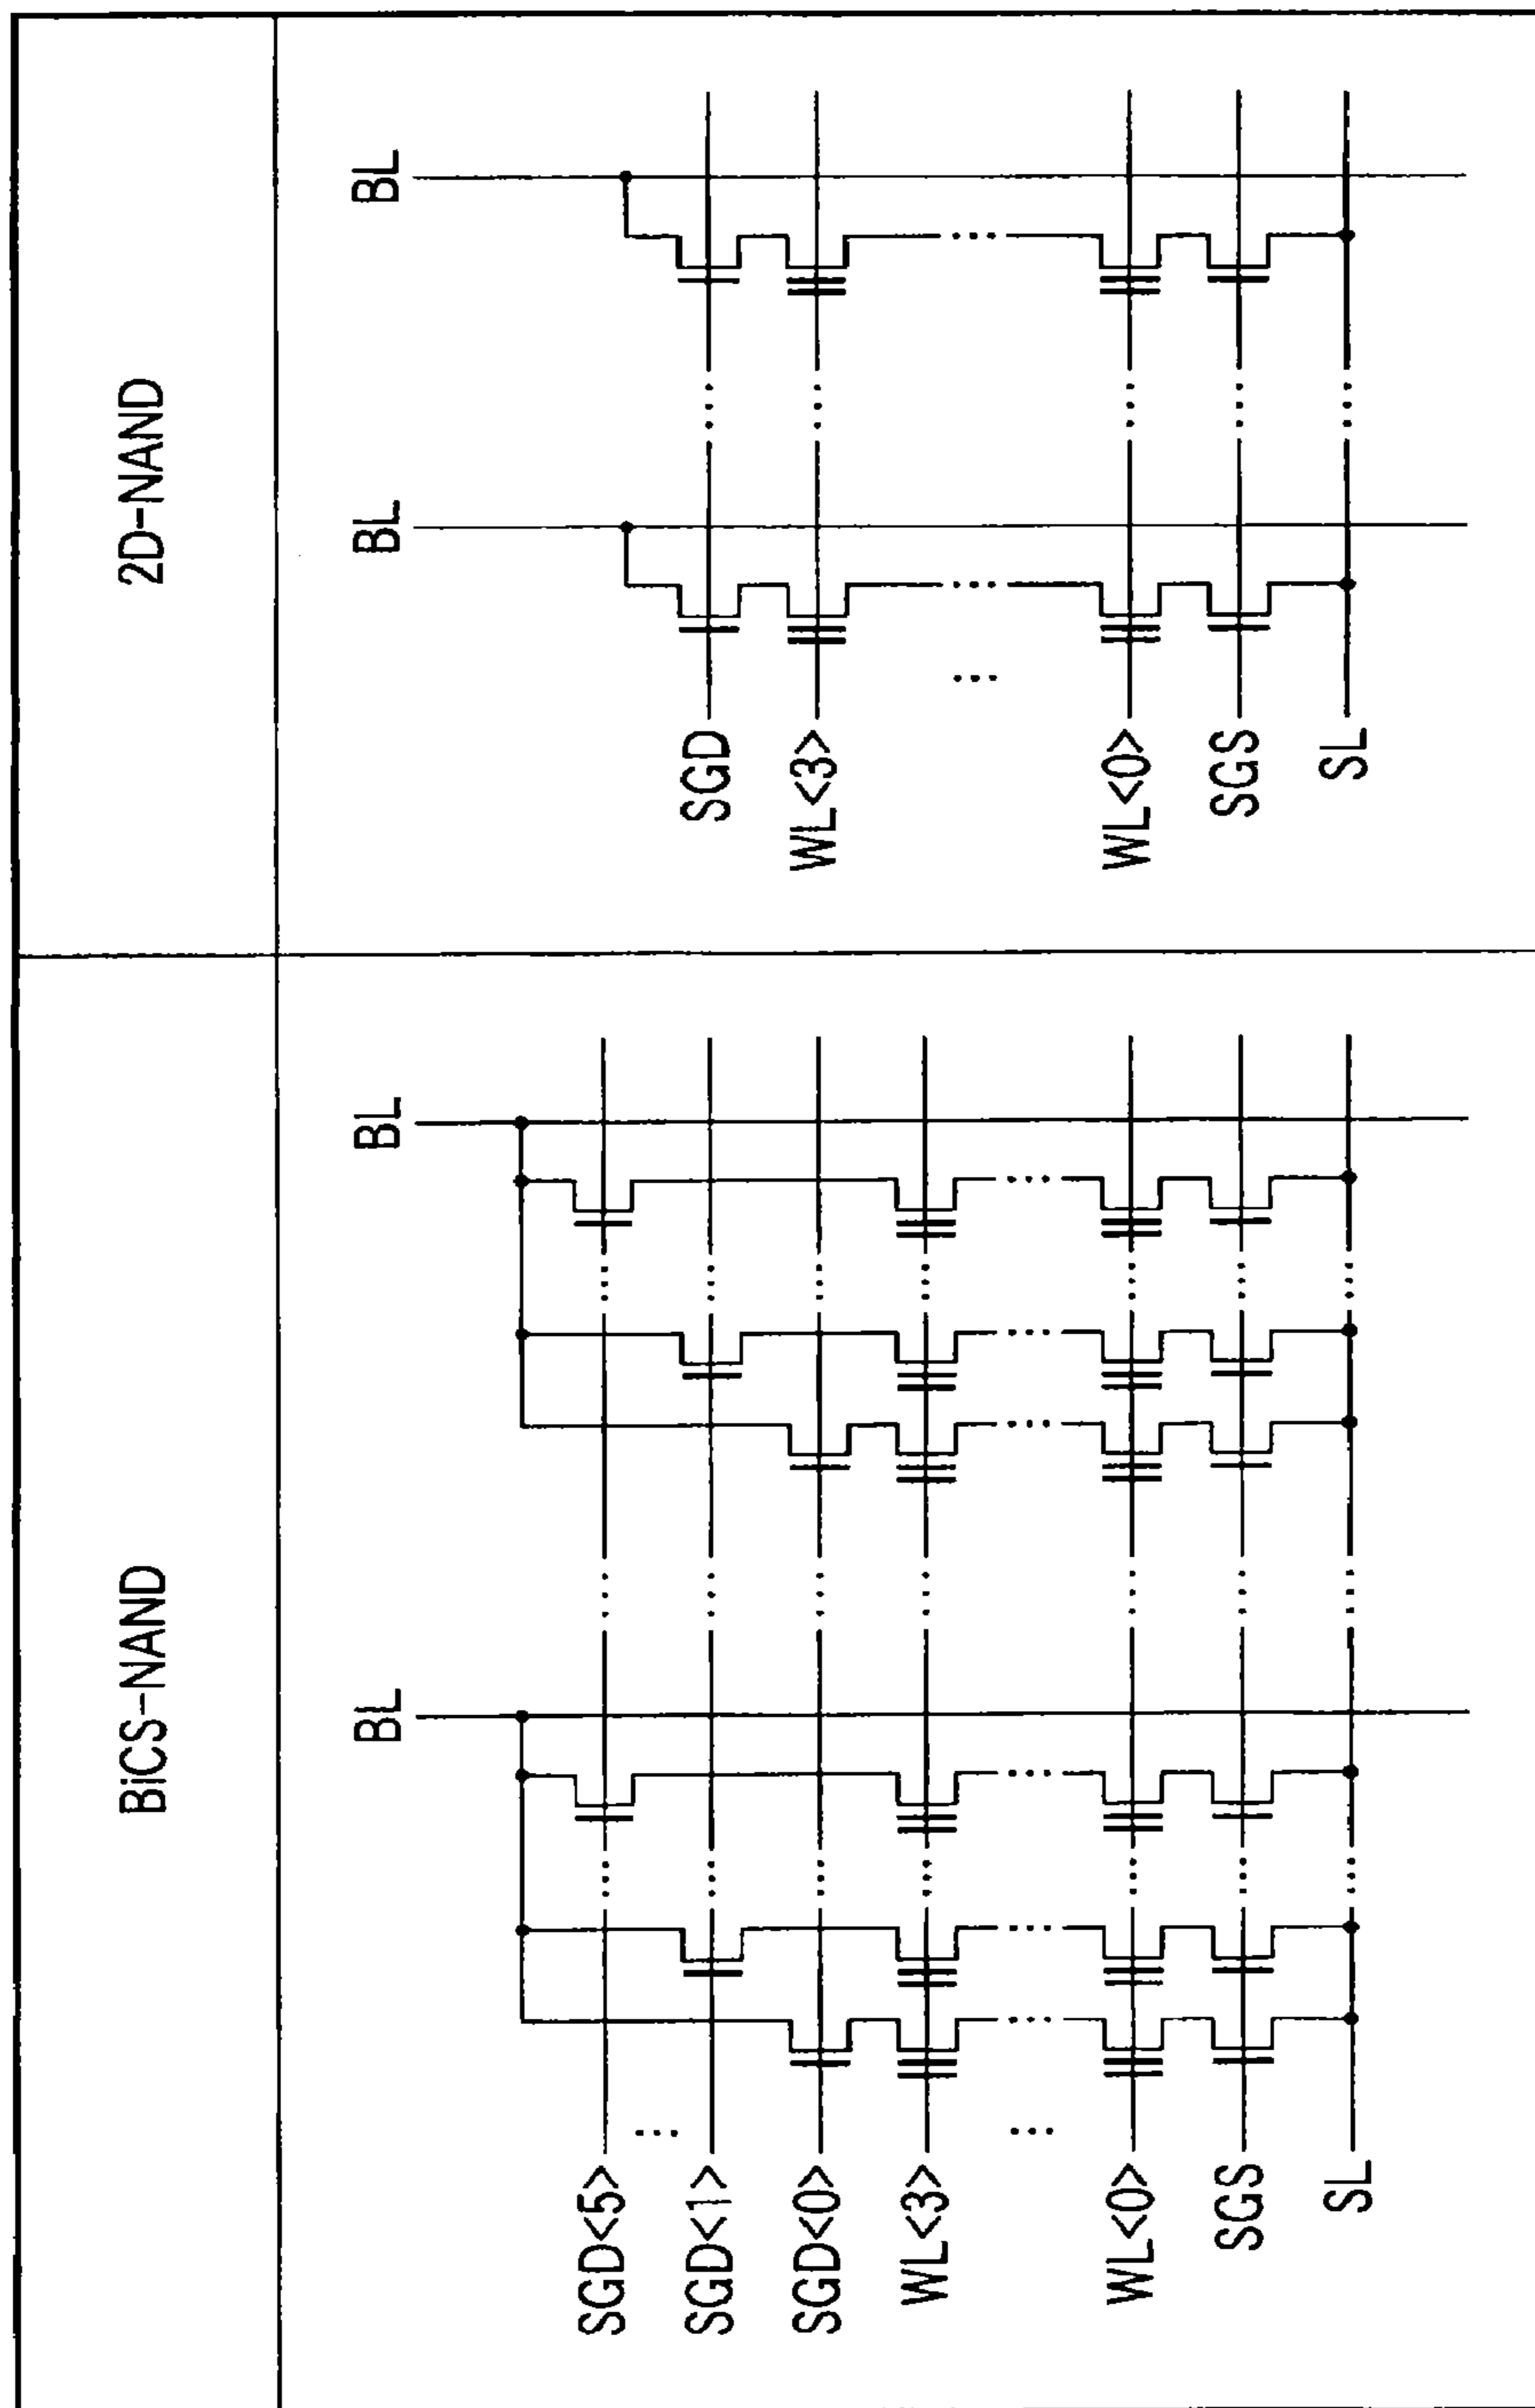 BiCS-NAND
BL
BL
SGD<5>
...
SGD<1>
SGD<0>
WL<3>
...
WL<0>
SGS
SL
2D-NAND
BL
BL
SGD
WL<3>
...
WL<0>
SGS
SL